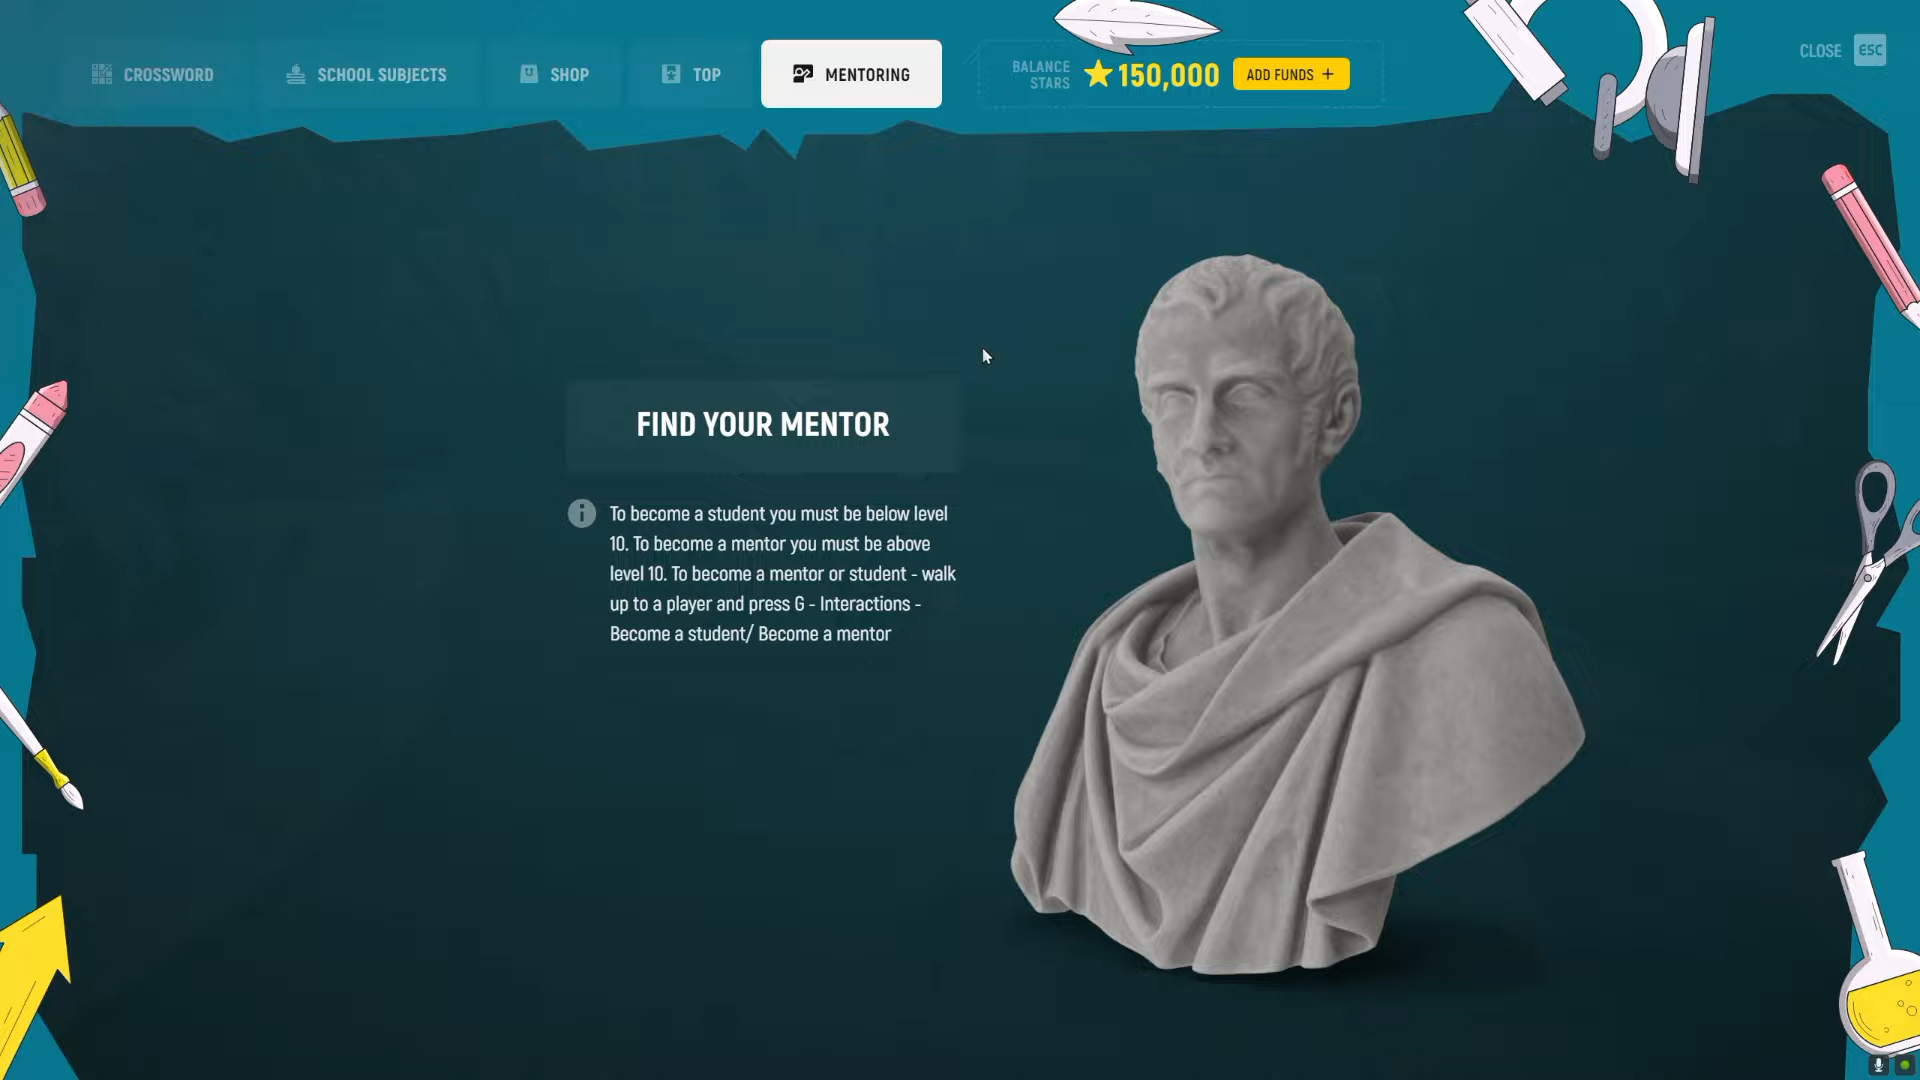 CROSSWORD
SCHOOL SUBJECTS
SHOP
TOP
MENTORING
BALANCE
STARS
150,000
ADD FUNDS +
CLOSE
ESC
FIND YOUR MENTOR
To become a student you must be below level
10. To become a mentor you must be above
level 10. To become a mentor or student - walk
up to a player and press G - Interactions -
Become a student/ Become a mentor